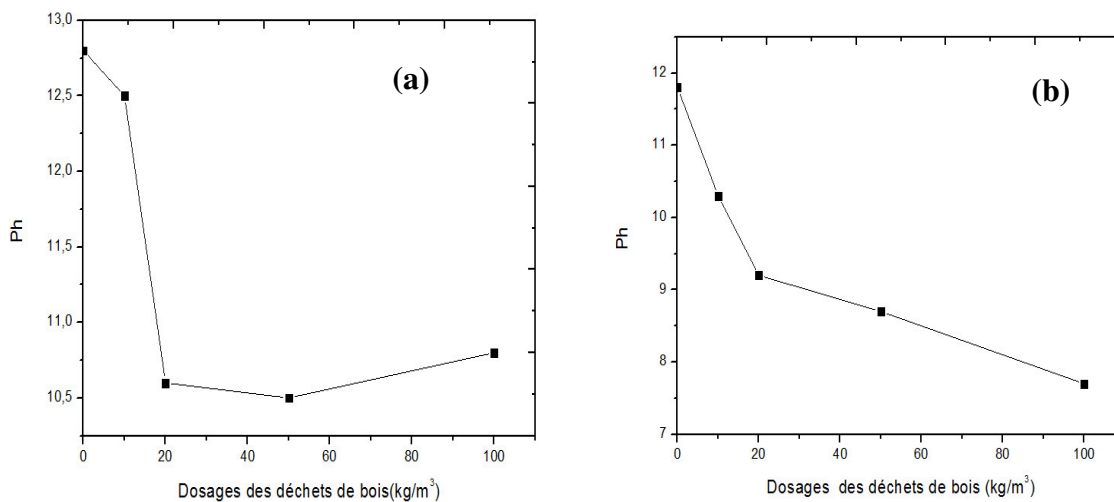 (a)
13,0
12,5
12,0
11,5
11,0
10,5
Ph
0 20 40 60 80 100
Dosages des déchets de bois(kg/m³)
(b)
12
11
10
9
8
7
Ph
0 20 40 60 80 100
Dosages des déchets de bois (kg/m³)